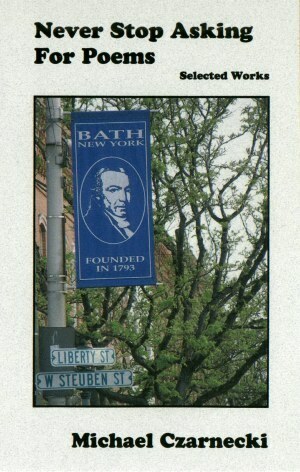 Never Stop Asking
For Poems
Selected Works
BATH
NEW YORK
FOUNDED
IN 1793
LIBERTY ST
W STEUBEN ST
Michael Czarnecki